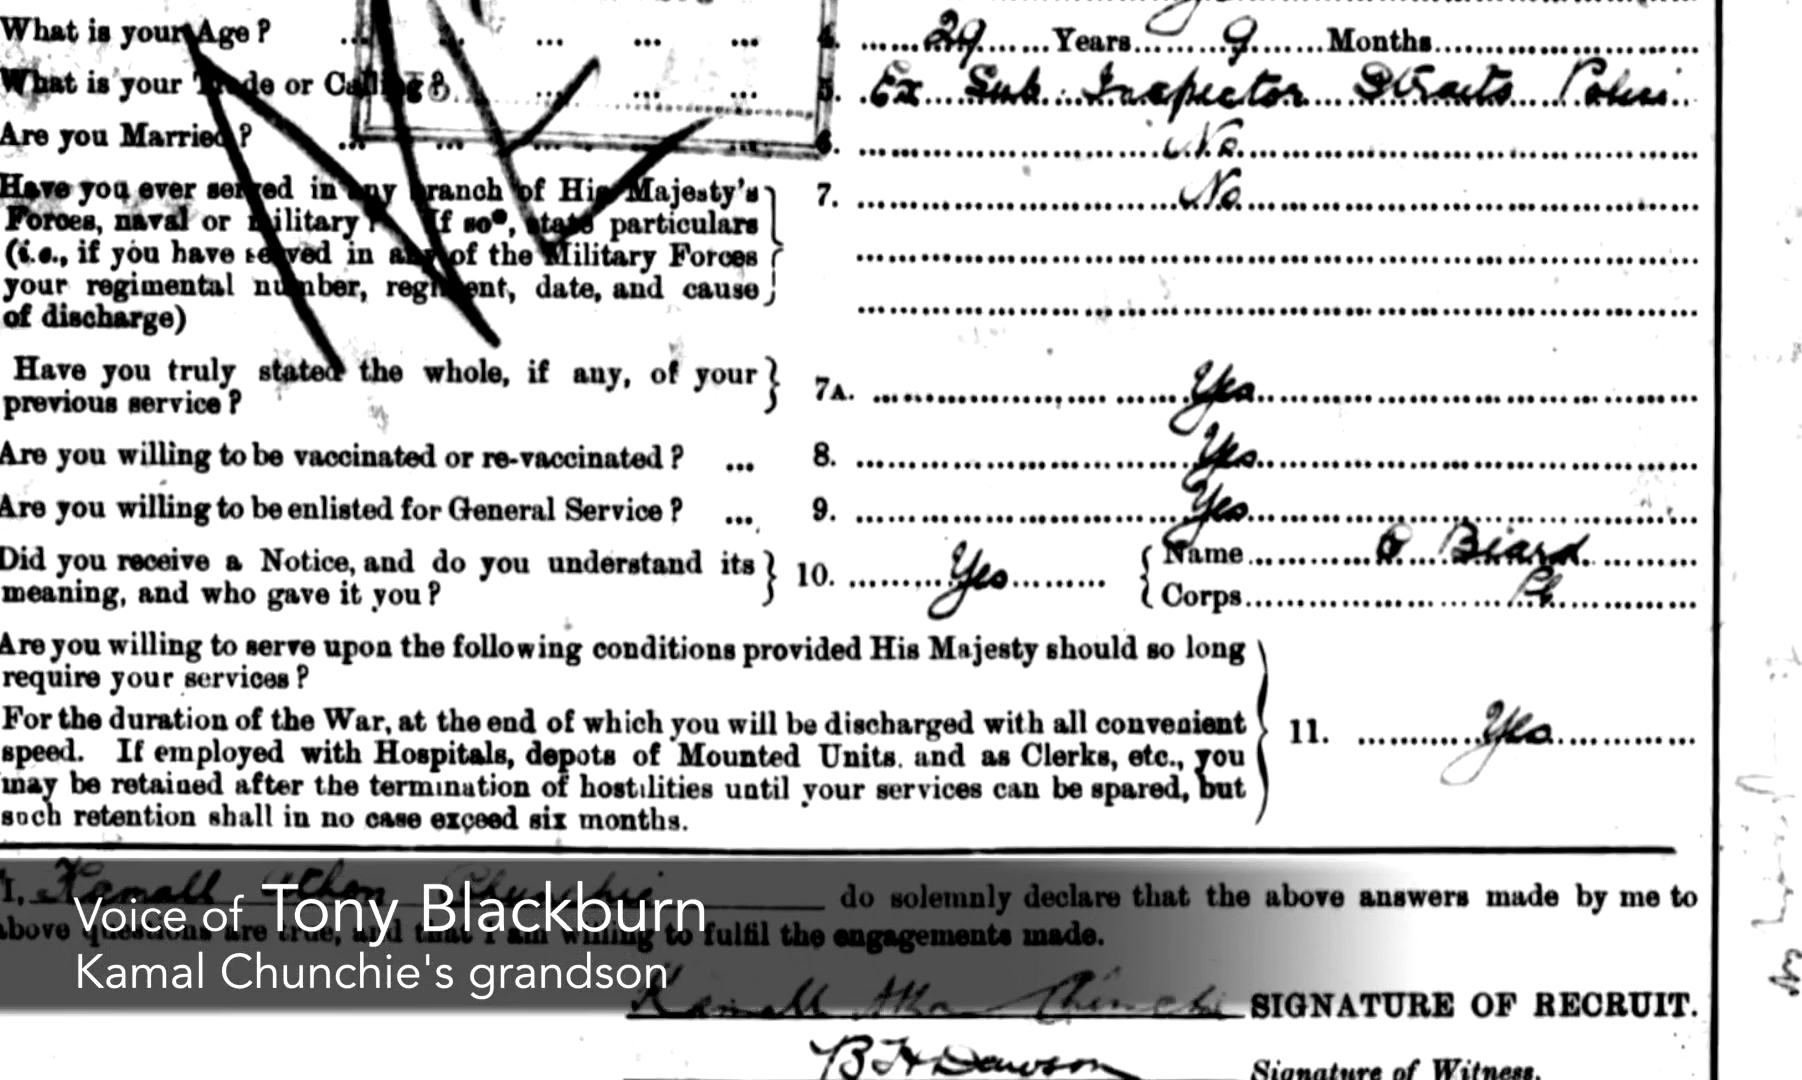 What is your Age? ... ... ... ... 4. 29 Years 9 Months
What is your Trade or Calling? ... ... ... 5. Ex Sub Inspector Straits Police
Are you Married? ... ... ... ... 6. No
Have you ever served in any branch of His Majesty's 7. No
Forces, naval or military? If so*, state particulars
(i.e., if you have served in any of the Military Forces
your regimental number, regiment, date, and cause
of discharge)
Have you truly stated the whole, if any, of your 7A. Yes
previous service?
Are you willing to be vaccinated or re-vaccinated? ... 8. Yes
Are you willing to be enlisted for General Service? ... 9. Yes
Did you receive a Notice, and do you understand its 10. Yes Name Biard
meaning, and who gave it you? Corps
Are you willing to serve upon the following conditions provided His Majesty should so long
require your services?
For the duration of the War, at the end of which you will be discharged with all convenient 11. Yes
speed. If employed with Hospitals, depots of Mounted Units, and as Clerks, etc., you
may be retained after the termination of hostilities until your services can be spared, but
such retention shall in no case exceed six months.
I, Kamall Athon Chunchie do solemnly declare that the above answers made by me to
above questions are true, and that I am willing to fulfil the engagements made.
Voice of Tony Blackburn
Kamal Chunchie's grandson
Kamall Chunchie SIGNATURE OF RECRUIT.
B H Dawson Signature of Witness.